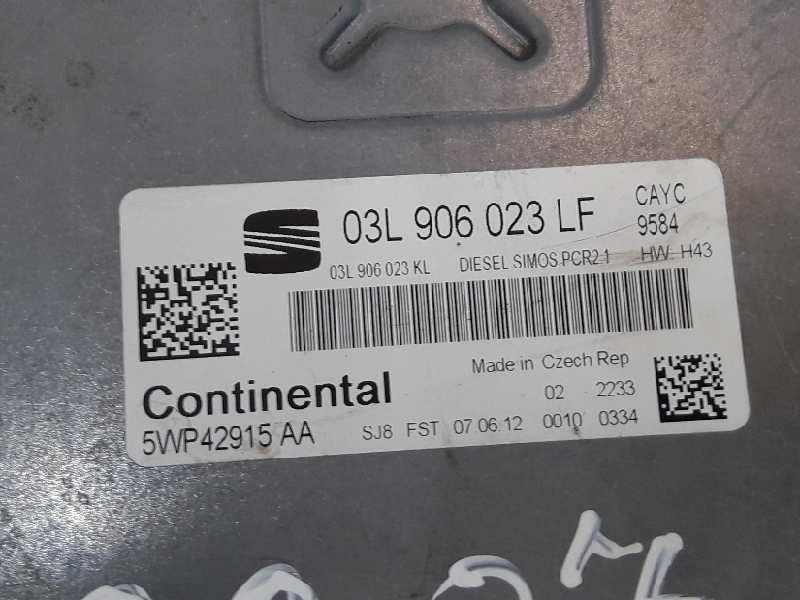 03L 906 023 LF
CAYC
9584
03L 906 023 KL DIESEL SIMOS PCR2.1 HW: H43
Made in Czech Rep
Continental
02 2233
5WP42915 AA
SJ8 FST 07.06.12 0010 0334